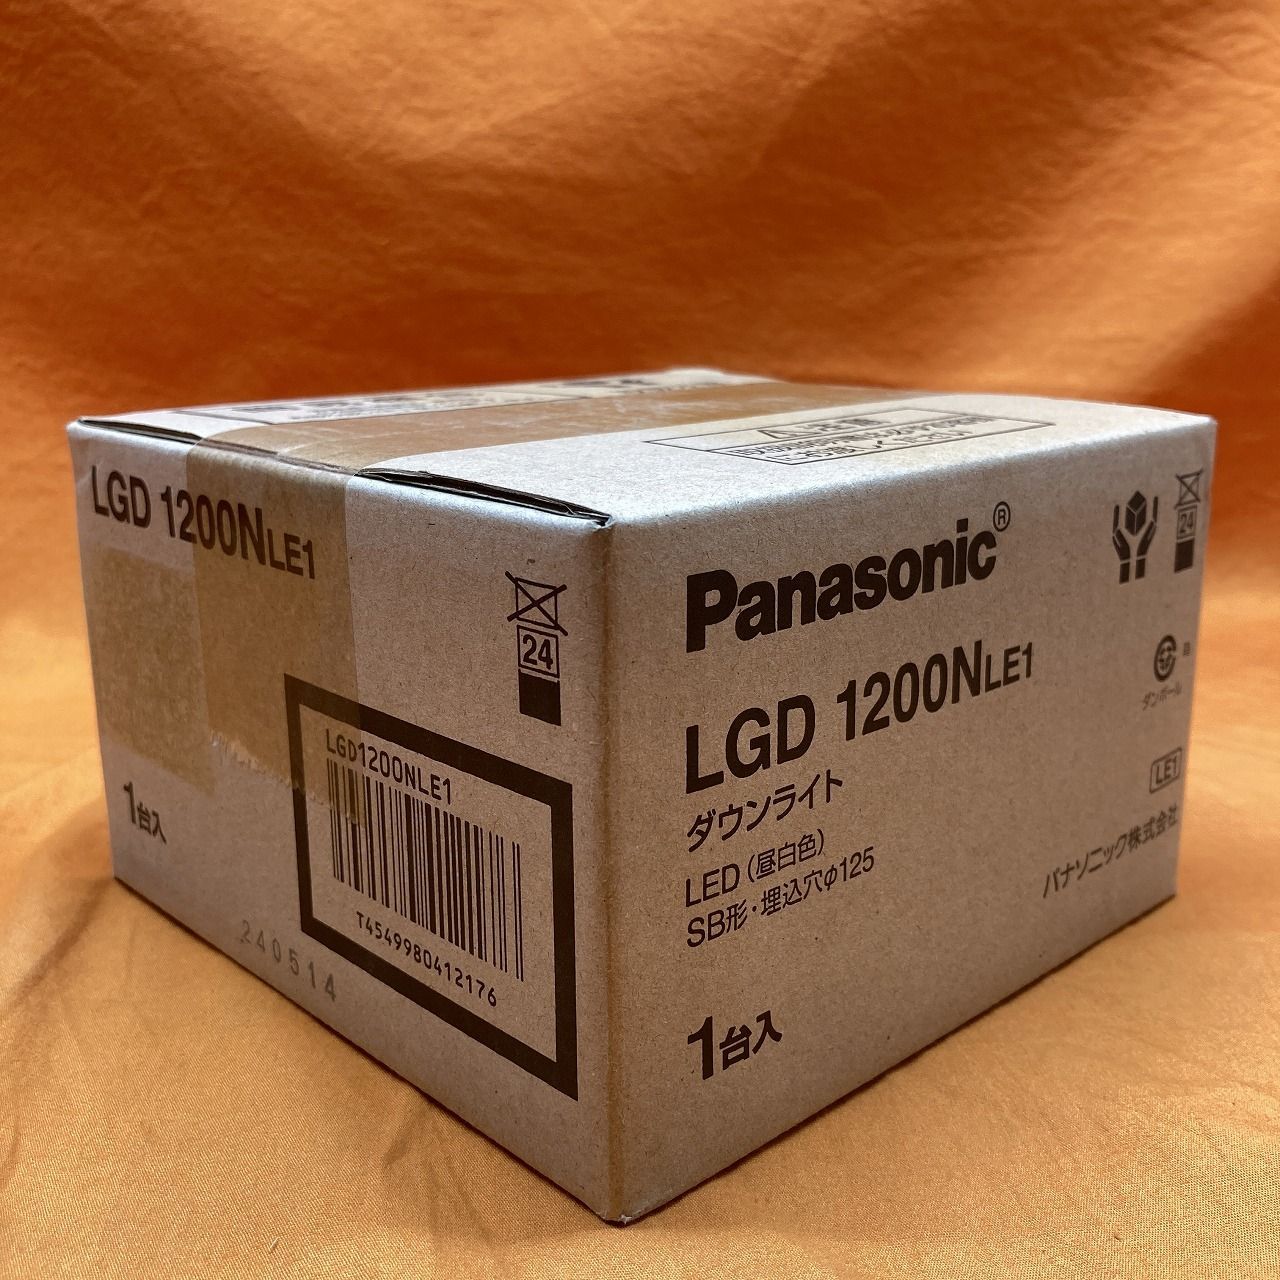 LGD 1200NLE1
24
LGD1200NLE1
T4549980412176
1台入
240514
Panasonic®
LGD 1200NLE1
ダウンライト
LED（昼白色）
SB形・埋込穴φ125
1台入
24
ダンボール
LE1
パナソニック株式会社